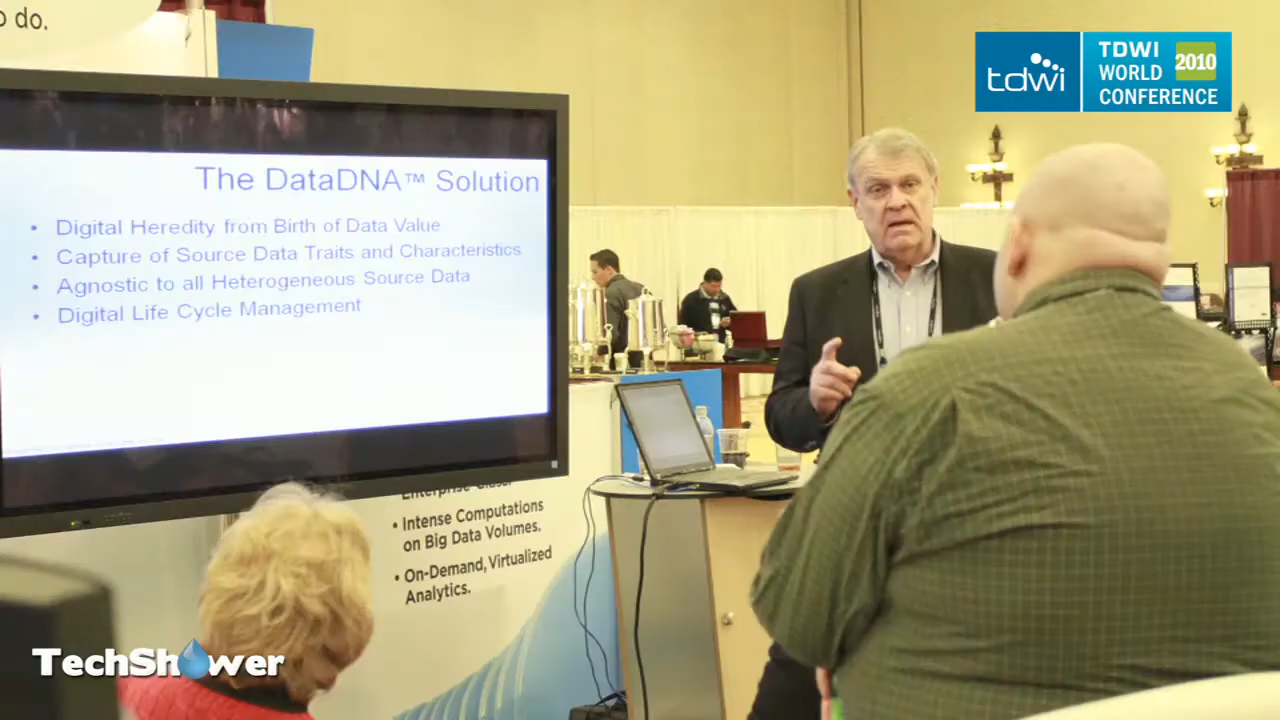 o do.
tdwi
TDWI
WORLD
CONFERENCE
2010
The DataDNA™ Solution
• Digital Heredity from Birth of Data Value
• Capture of Source Data Traits and Characteristics
• Agnostic to all Heterogeneous Source Data
• Digital Life Cycle Management
Enterprise
• Intense Computations
on Big Data Volumes.
• On-Demand, Virtualized
Analytics.
TechShower